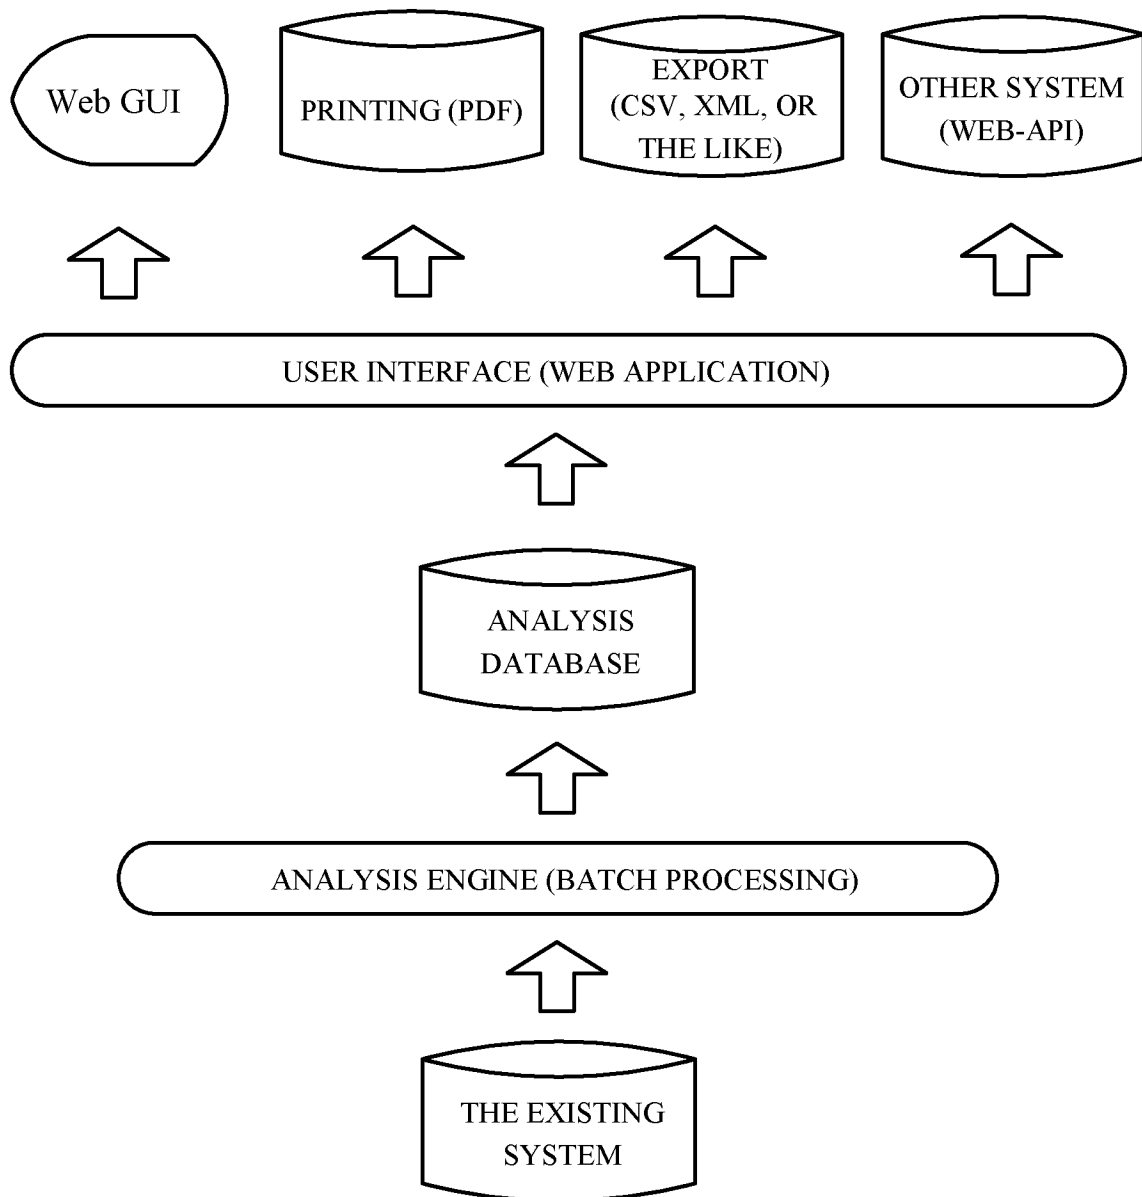 Web GUI
PRINTING (PDF)
EXPORT
(CSV, XML, OR
THE LIKE)
OTHER SYSTEM
(WEB-API)
USER INTERFACE (WEB APPLICATION)
ANALYSIS
DATABASE
ANALYSIS ENGINE (BATCH PROCESSING)
THE EXISTING
SYSTEM